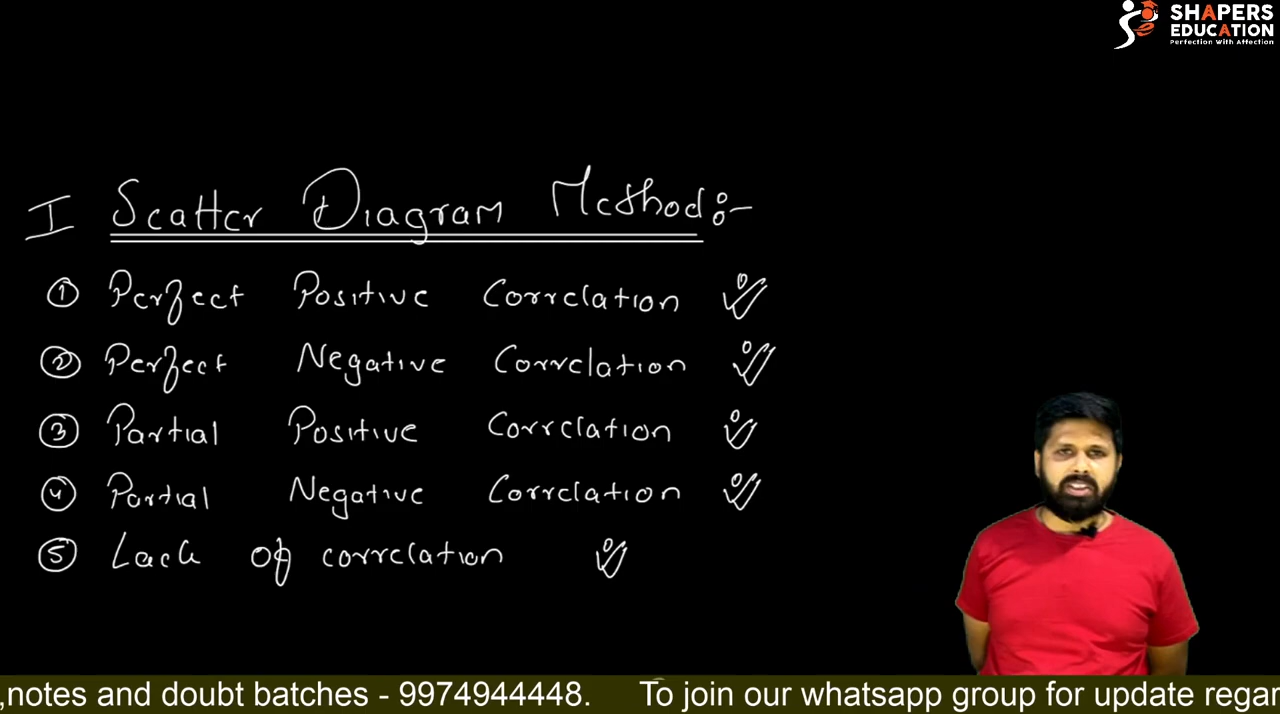 SHAPERS
EDUCATION
Perfection With Affection
I Scatter Diagram Method :-
① Perfect Positive Correlation
② Perfect Negative Correlation
③ Partial Positive Correlation
④ Partial Negative Correlation
⑤ Lack of correlation
,notes and doubt batches - 9974944448. To join our whatsapp group for update regar